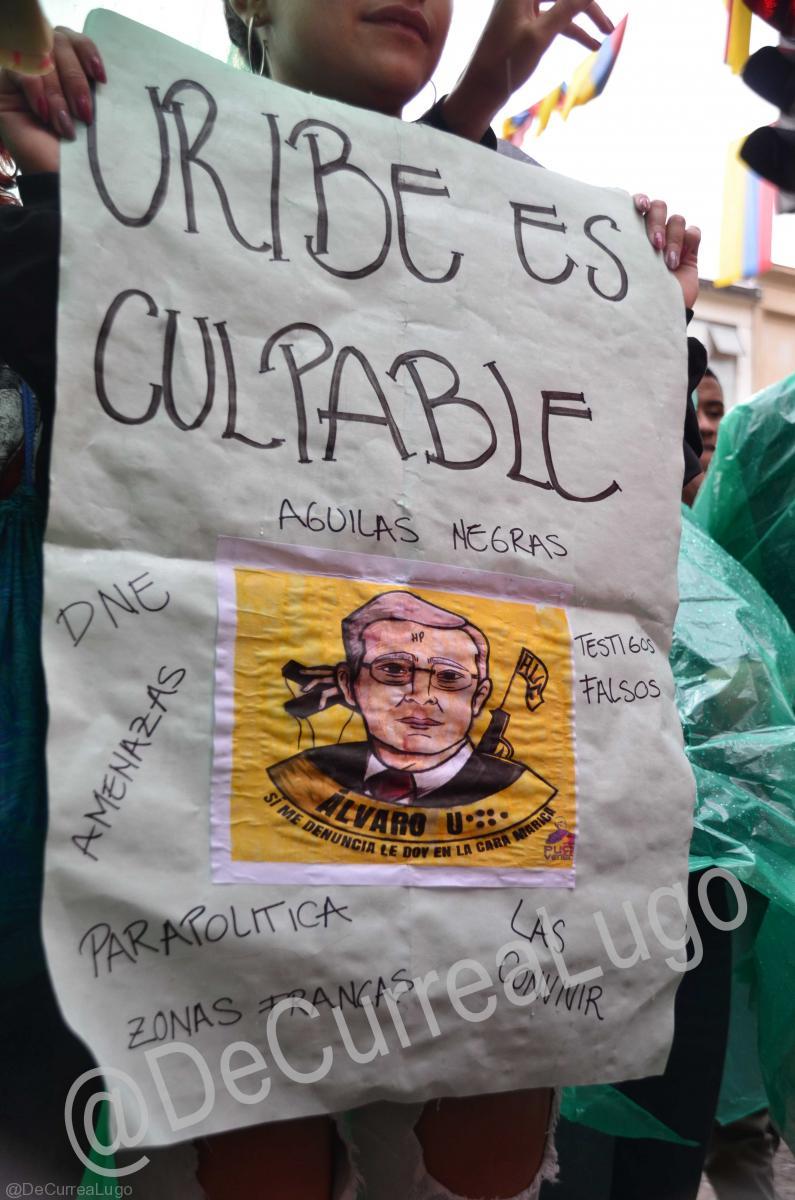 URIBE ES
CULPABLE
AGUILAS NEGRAS
DNE
TESTIGOS
FALSOS
AMENAZAS
HP
AUC
ÁLVARO U
SI ME DENUNCIA LE DOY EN LA CARA MARICA
PARAPOLITICA
LAS
CONVIVIR
ZONAS FRANCAS
@DeCurreaLugo
@DeCurreaLugo